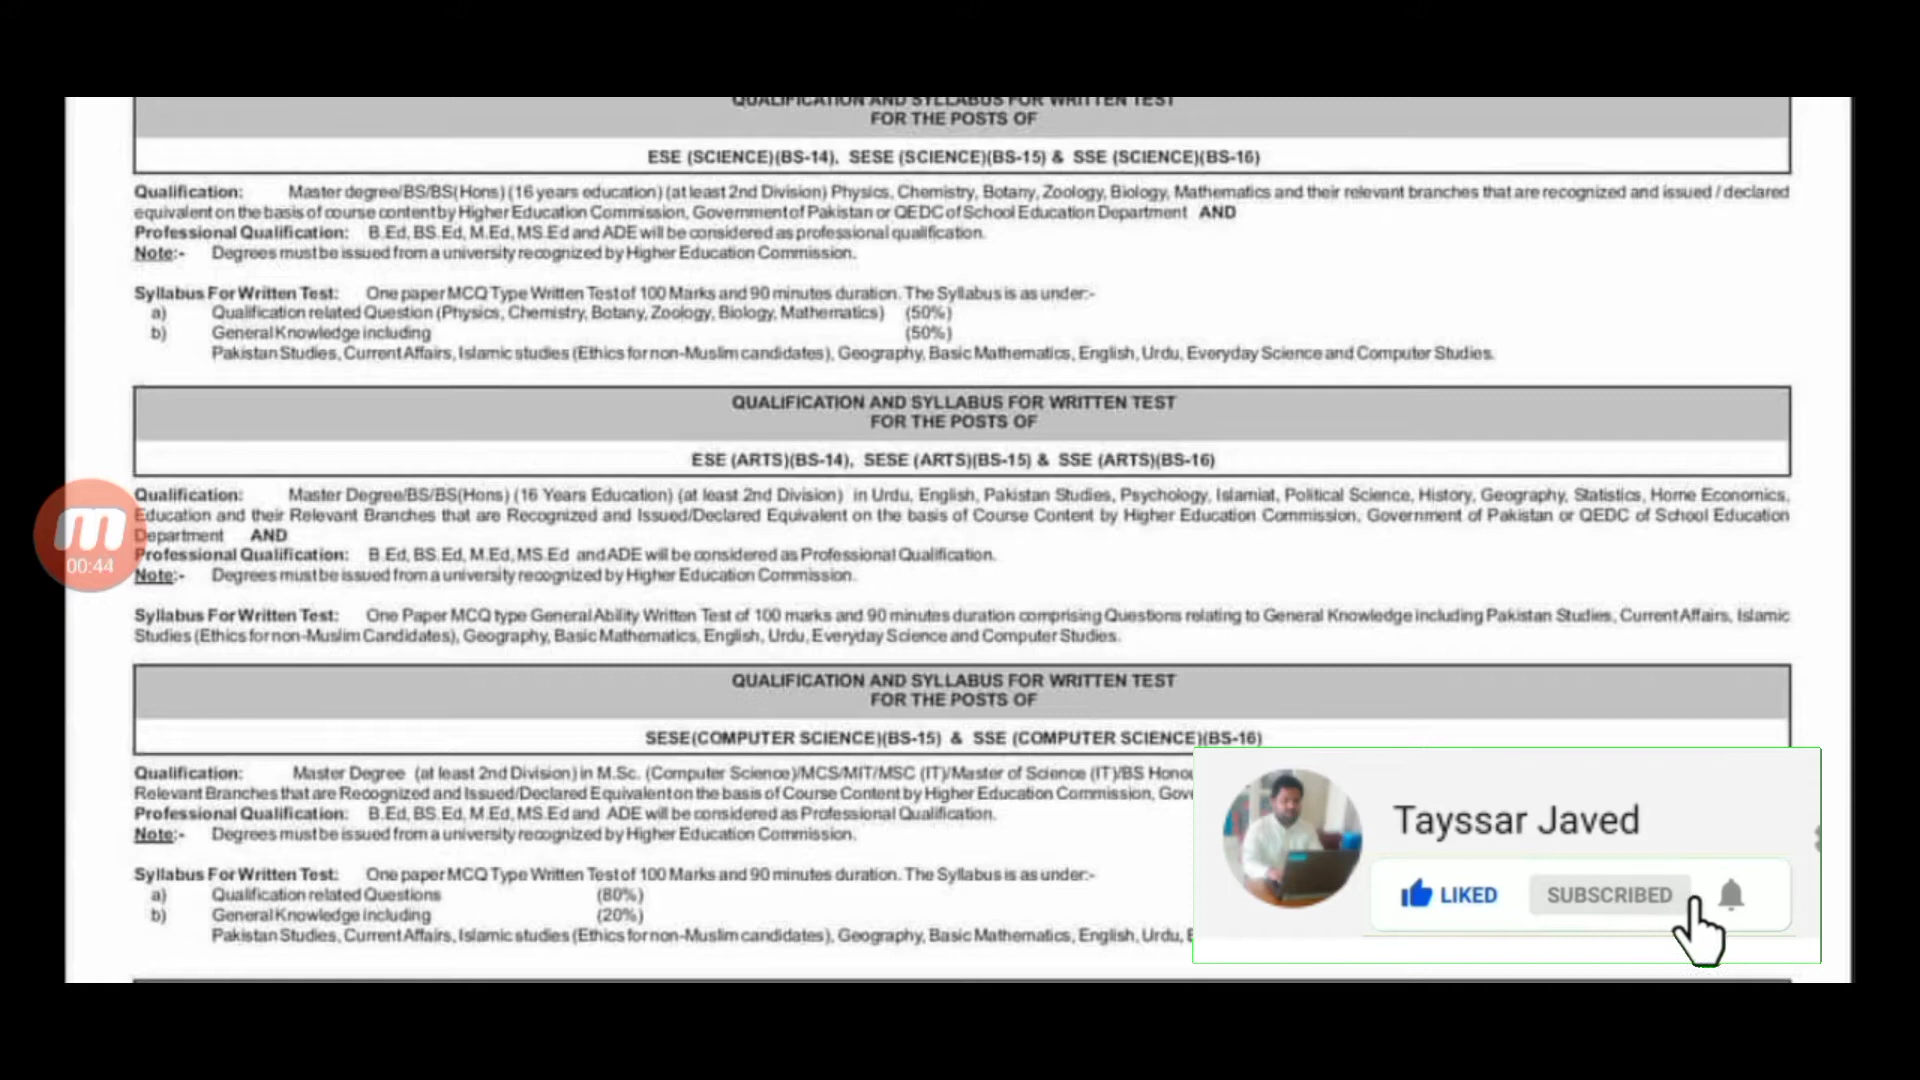 QUALIFICATION AND SYLLABUS FOR WRITTEN TEST
FOR THE POSTS OF
ESE (SCIENCE)(BS-14), SESE (SCIENCE)(BS-15) & SSE (SCIENCE)(BS-16)
Qualification: Master degree/BS/BS(Hons) (16 years education) (at least 2nd Division) Physics, Chemistry, Botany, Zoology, Biology, Mathematics and their relevant branches that are recognized and issued / declared
equivalent on the basis of course content by Higher Education Commission, Government of Pakistan or QEDC of School Education Department AND
Professional Qualification: B.Ed, BS.Ed, M.Ed, MS.Ed and ADE will be considered as professional qualification.
Note:- Degrees must be issued from a university recognized by Higher Education Commission.
Syllabus For Written Test: One paper MCQ Type Written Test of 100 Marks and 90 minutes duration. The Syllabus is as under:-
a) Qualification related Question (Physics, Chemistry, Botany, Zoology, Biology, Mathematics) (50%)
b) General Knowledge including (50%)
Pakistan Studies, Current Affairs, Islamic studies (Ethics for non-Muslim candidates), Geography, Basic Mathematics, English, Urdu, Everyday Science and Computer Studies.
QUALIFICATION AND SYLLABUS FOR WRITTEN TEST
FOR THE POSTS OF
ESE (ARTS)(BS-14), SESE (ARTS)(BS-15) & SSE (ARTS)(BS-16)
Qualification: Master Degree/BS/BS(Hons) (16 Years Education) (at least 2nd Division) in Urdu, English, Pakistan Studies, Psychology, Islamiat, Political Science, History, Geography, Statistics, Home Economics,
Education and their Relevant Branches that are Recognized and Issued/Declared Equivalent on the basis of Course Content by Higher Education Commission, Government of Pakistan or QEDC of School Education
Department AND
Professional Qualification: B.Ed, BS.Ed, M.Ed, MS.Ed and ADE will be considered as Professional Qualification.
Note:- Degrees must be issued from a university recognized by Higher Education Commission.
00:44
Syllabus For Written Test: One Paper MCQ type General Ability Written Test of 100 marks and 90 minutes duration comprising Questions relating to General Knowledge including Pakistan Studies, Current Affairs, Islamic
Studies (Ethics for non-Muslim Candidates), Geography, Basic Mathematics, English, Urdu, Everyday Science and Computer Studies.
QUALIFICATION AND SYLLABUS FOR WRITTEN TEST
FOR THE POSTS OF
SESE(COMPUTER SCIENCE)(BS-15) & SSE (COMPUTER SCIENCE)(BS-16)
Qualification: Master Degree (at least 2nd Division) in M.Sc. (Computer Science)/MCS/MIT/MSC (IT)/Master of Science (IT)/BS Honou
Relevant Branches that are Recognized and Issued/Declared Equivalent on the basis of Course Content by Higher Education Commission, Gov
Professional Qualification: B.Ed, BS.Ed, M.Ed, MS.Ed and ADE will be considered as Professional Qualification.
Note:- Degrees must be issued from a university recognized by Higher Education Commission.
Syllabus For Written Test: One paper MCQ Type Written Test of 100 Marks and 90 minutes duration. The Syllabus is as under:-
a) Qualification related Questions (80%)
b) General Knowledge including (20%)
Pakistan Studies, Current Affairs, Islamic studies (Ethics for non-Muslim candidates), Geography, Basic Mathematics, English, Urdu,
Tayssar Javed
LIKED SUBSCRIBED